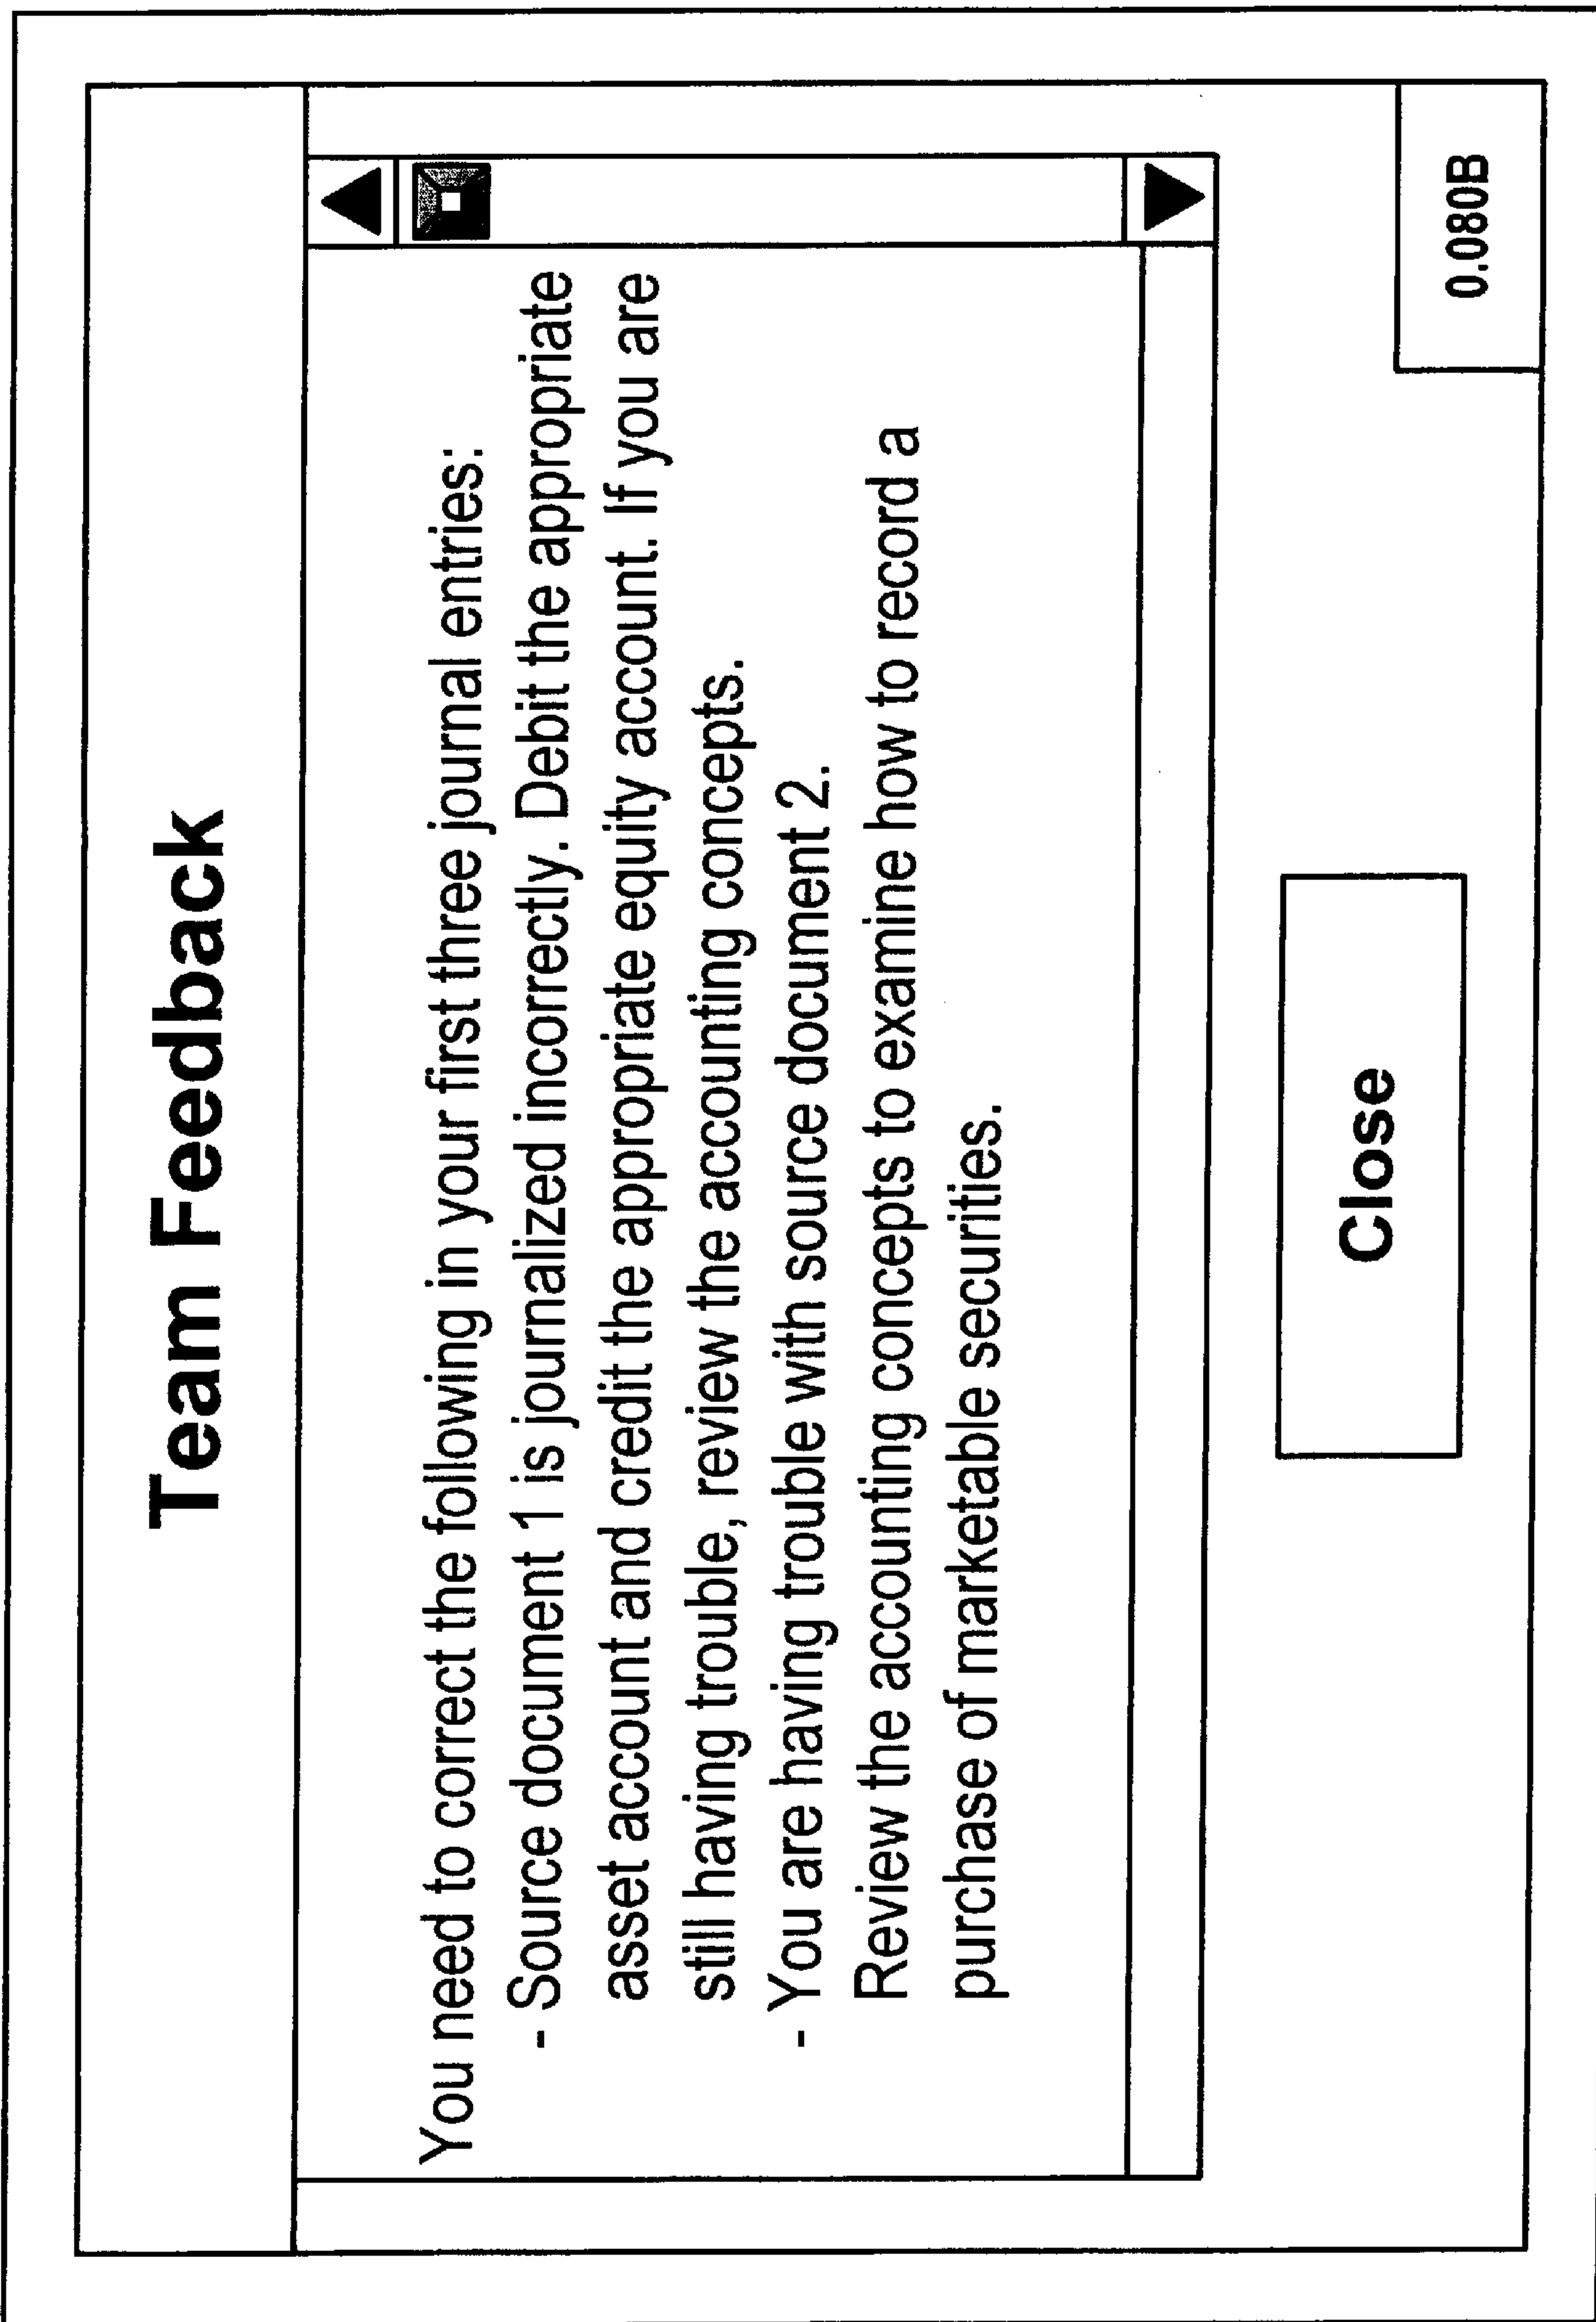 Team Feedback
You need to correct the following in your first three journal entries:
- Source document 1 is journalized incorrectly. Debit the appropriate
asset account and credit the appropriate equity account. If you are
still having trouble, review the accounting concepts.
- You are having trouble with source document 2.
Review the accounting concepts to examine how to record a
purchase of marketable securities.
Close
0.080B